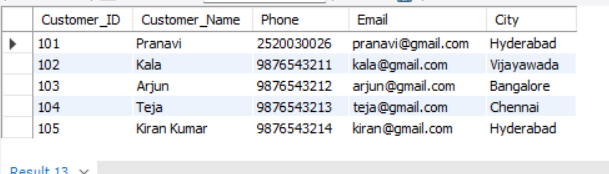 Customer_ID Customer_Name Phone Email City
101 Pranavi 2520030026 pranavi@gmail.com Hyderabad
102 Kala 9876543211 kala@gmail.com Vijayawada
103 Arjun 9876543212 arjun@gmail.com Bangalore
104 Teja 9876543213 teja@gmail.com Chennai
105 Kiran Kumar 9876543214 kiran@gmail.com Hyderabad
Result 13